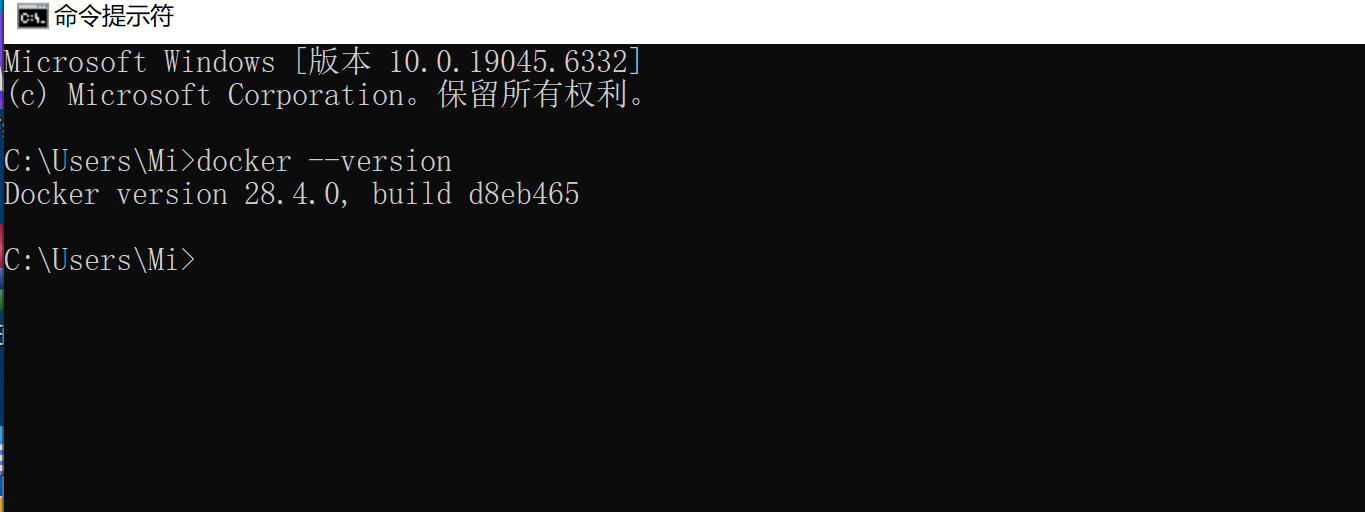 命令提示符
Microsoft Windows [版本 10.0.19045.6332]
(c) Microsoft Corporation。保留所有权利。
C:\Users\Mi>docker --version
Docker version 28.4.0, build d8eb465
C:\Users\Mi>